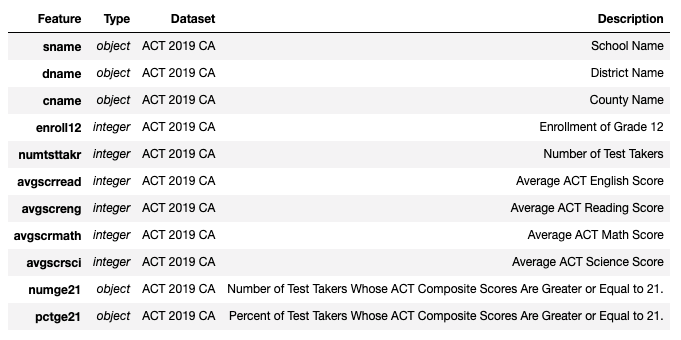 Feature Type Dataset Description
sname object ACT 2019 CA School Name
dname object ACT 2019 CA District Name
cname object ACT 2019 CA County Name
enroll12 integer ACT 2019 CA Enrollment of Grade 12
numtsttakr integer ACT 2019 CA Number of Test Takers
avgscrread integer ACT 2019 CA Average ACT English Score
avgscreng integer ACT 2019 CA Average ACT Reading Score
avgscrmath integer ACT 2019 CA Average ACT Math Score
avgscrsci integer ACT 2019 CA Average ACT Science Score
numge21 object ACT 2019 CA Number of Test Takers Whose ACT Composite Scores Are Greater or Equal to 21.
pctge21 object ACT 2019 CA Percent of Test Takers Whose ACT Composite Scores Are Greater or Equal to 21.